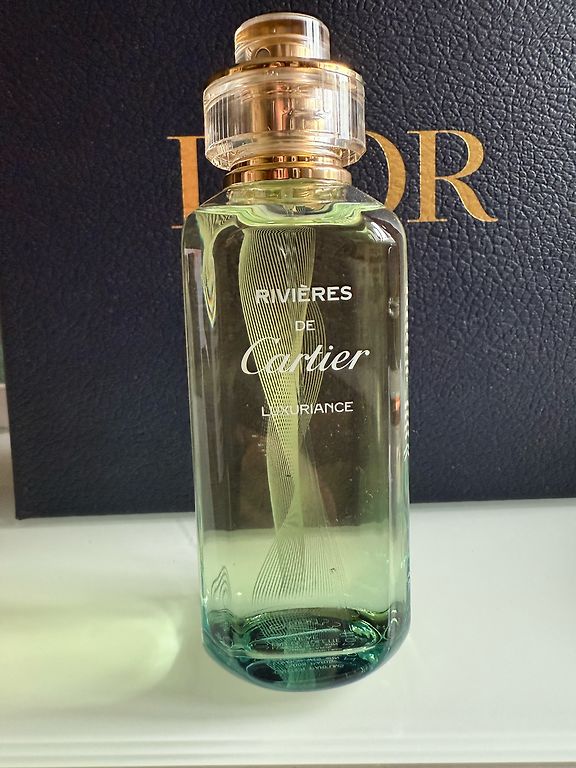 DIOR
RIVIÈRES
DE
Cartier
LUXURIANCE